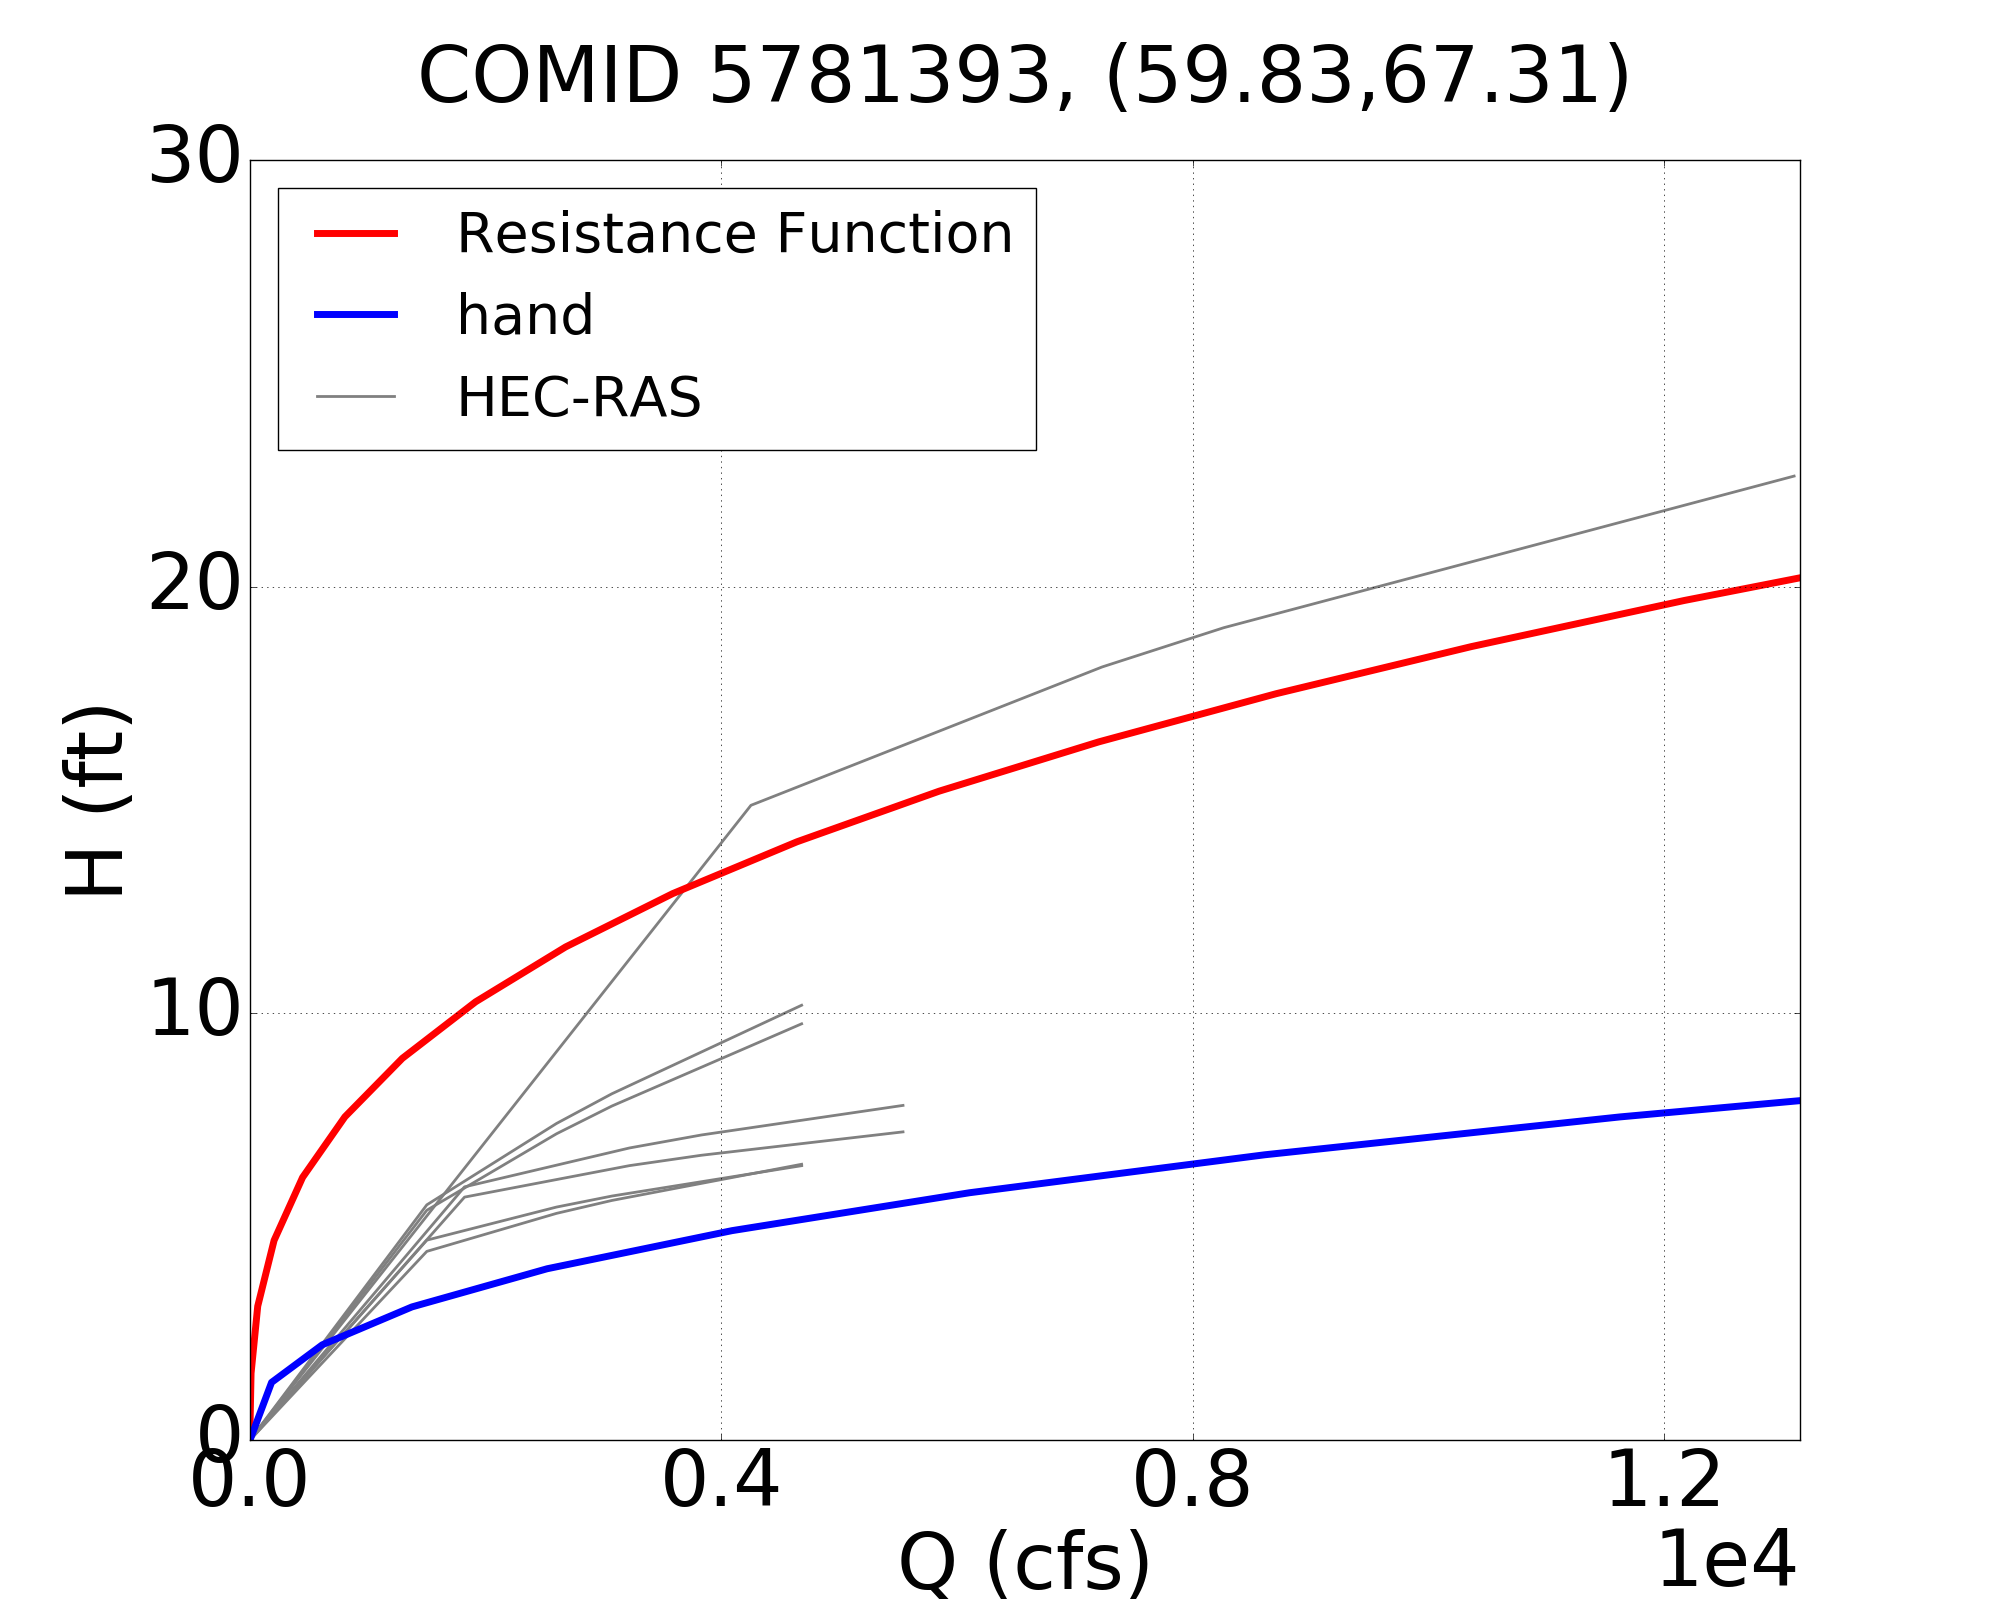 COMID 5781393, (59.83,67.31)
30
Resistance Function
hand
HEC-RAS
20
H (ft)
10
0
0.0 0.4 0.8 1.2
1e4
Q (cfs)